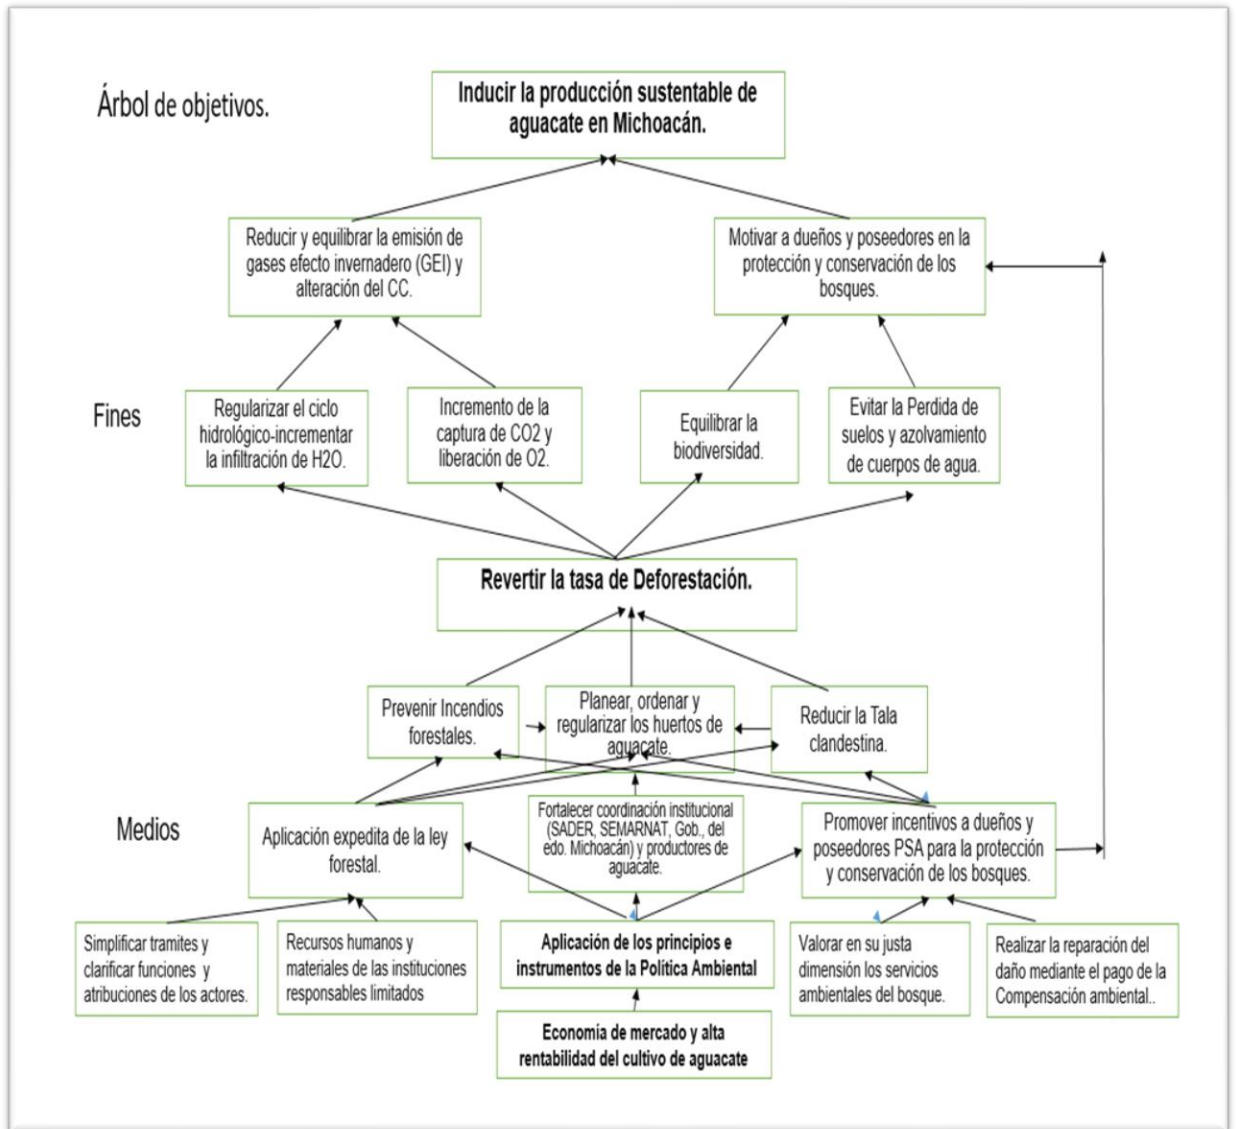 Árbol de objetivos.
Inducir la producción sustentable de
aguacate en Michoacán.
Reducir y equilibrar la emisión de
gases efecto invernadero (GEI) y
alteración del CC.
Motivar a dueños y poseedores en la
protección y conservación de los
bosques.
Fines
Regularizar el ciclo
hidrológico-incrementar
la infiltración de H2O.
Incremento de la
captura de CO2 y
liberación de O2.
Equilibrar la
biodiversidad.
Evitar la Perdida de
suelos y azolvamiento
de cuerpos de agua.
Revertir la tasa de Deforestación.
Prevenir Incendios
forestales.
Planear, ordenar y
regularizar los huertos de
aguacate.
Reducir la Tala
clandestina.
Medios
Aplicación expedita de la ley
forestal.
Fortalecer coordinación institucional
(SADER, SEMARNAT, Gob., del
edo. Michoacán) y productores de
aguacate.
Promover incentivos a dueños y
poseedores PSA para la protección
y conservación de los bosques.
Simplificar tramites y
clarificar funciones y
atribuciones de los actores.
Recursos humanos y
materiales de las instituciones
responsables limitados
Aplicación de los principios e
instrumentos de la Política Ambiental
Valorar en su justa
dimensión los servicios
ambientales del bosque.
Realizar la reparación del
daño mediante el pago de la
Compensación ambiental..
Economía de mercado y alta
rentabilidad del cultivo de aguacate